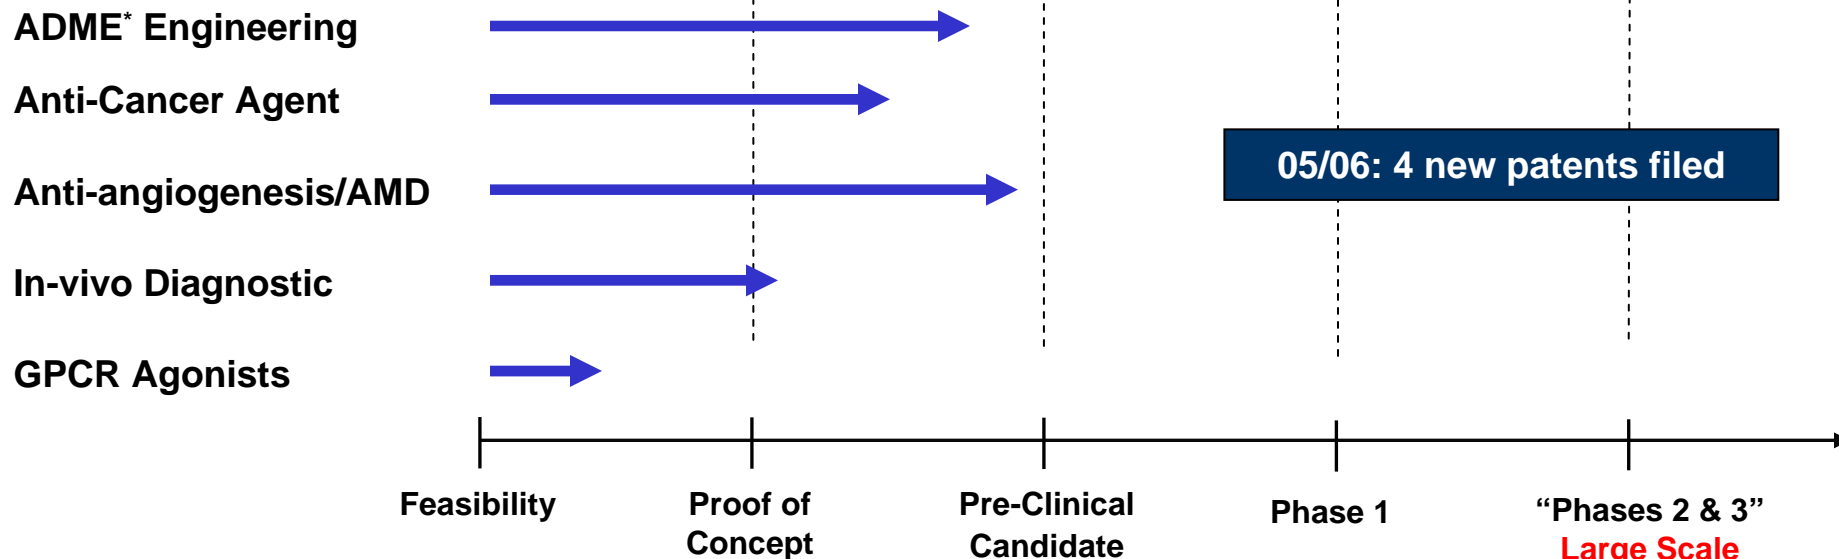 ADME* Engineering
Anti-Cancer Agent
05/06: 4 new patents filed
Anti-angiogenesis/AMD
In-vivo Diagnostic
GPCR Agonists
Feasibility
Proof of
Concept
Pre-Clinical
Candidate
Phase 1
“Phases 2 & 3”
Large Scale